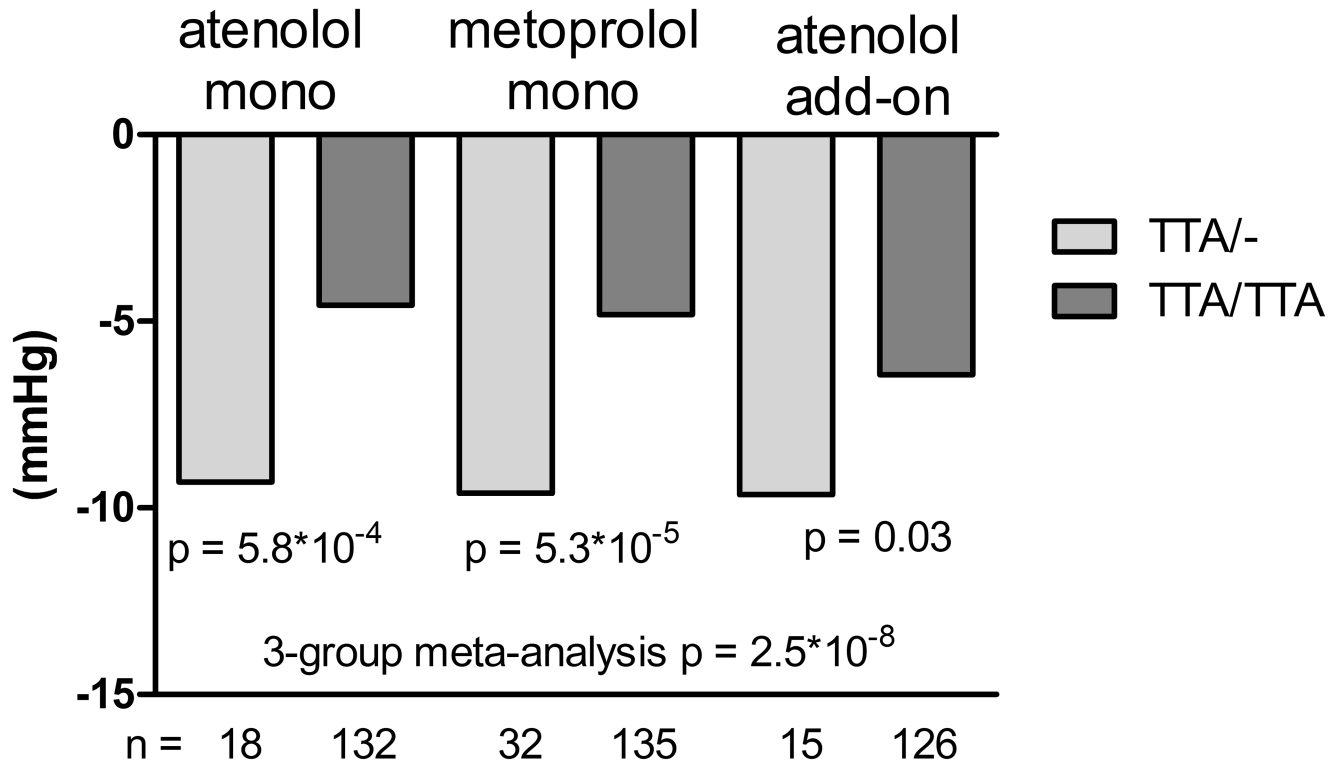 atenolol
mono
metoprolol
mono
atenolol
add-on
0
-5
-10
-15
(mmHg)
TTA/-
TTA/TTA
p = 5.8*10⁻⁴
p = 5.3*10⁻⁵
p = 0.03
3-group meta-analysis p = 2.5*10⁻⁸
n = 18 132 32 135 15 126